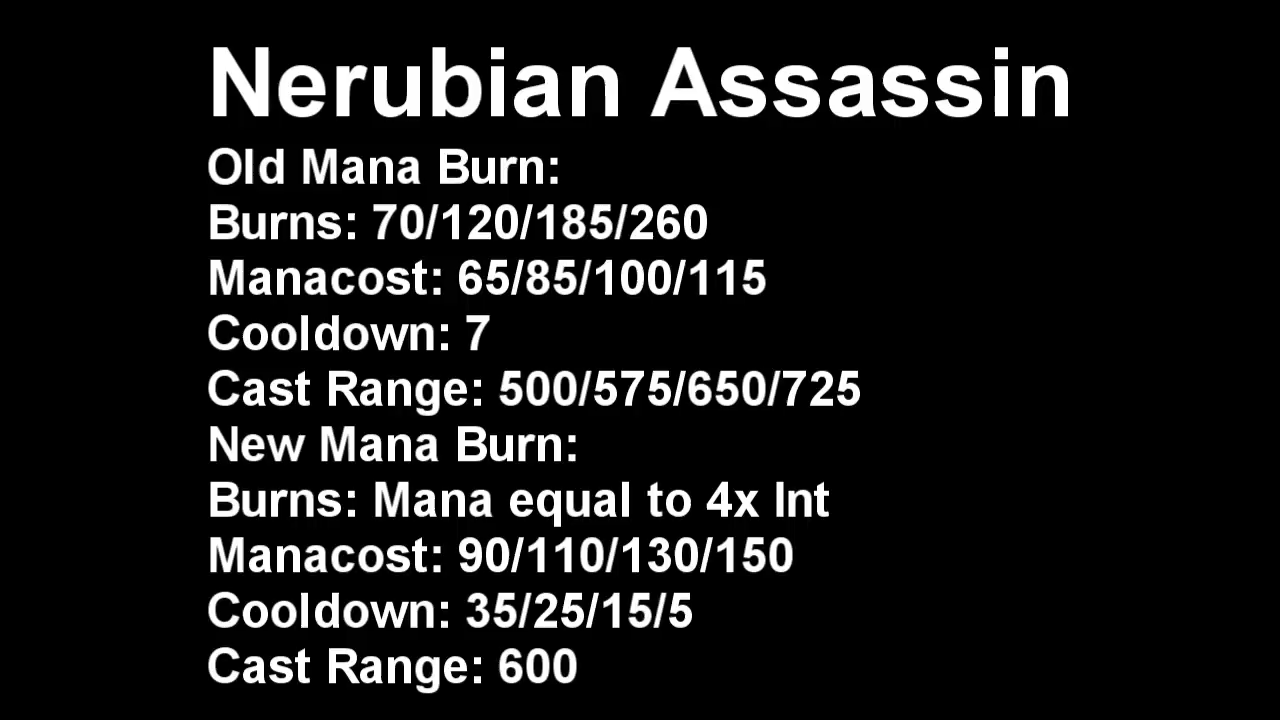 Nerubian Assassin
Old Mana Burn:
Burns: 70/120/185/260
Manacost: 65/85/100/115
Cooldown: 7
Cast Range: 500/575/650/725
New Mana Burn:
Burns: Mana equal to 4x Int
Manacost: 90/110/130/150
Cooldown: 35/25/15/5
Cast Range: 600